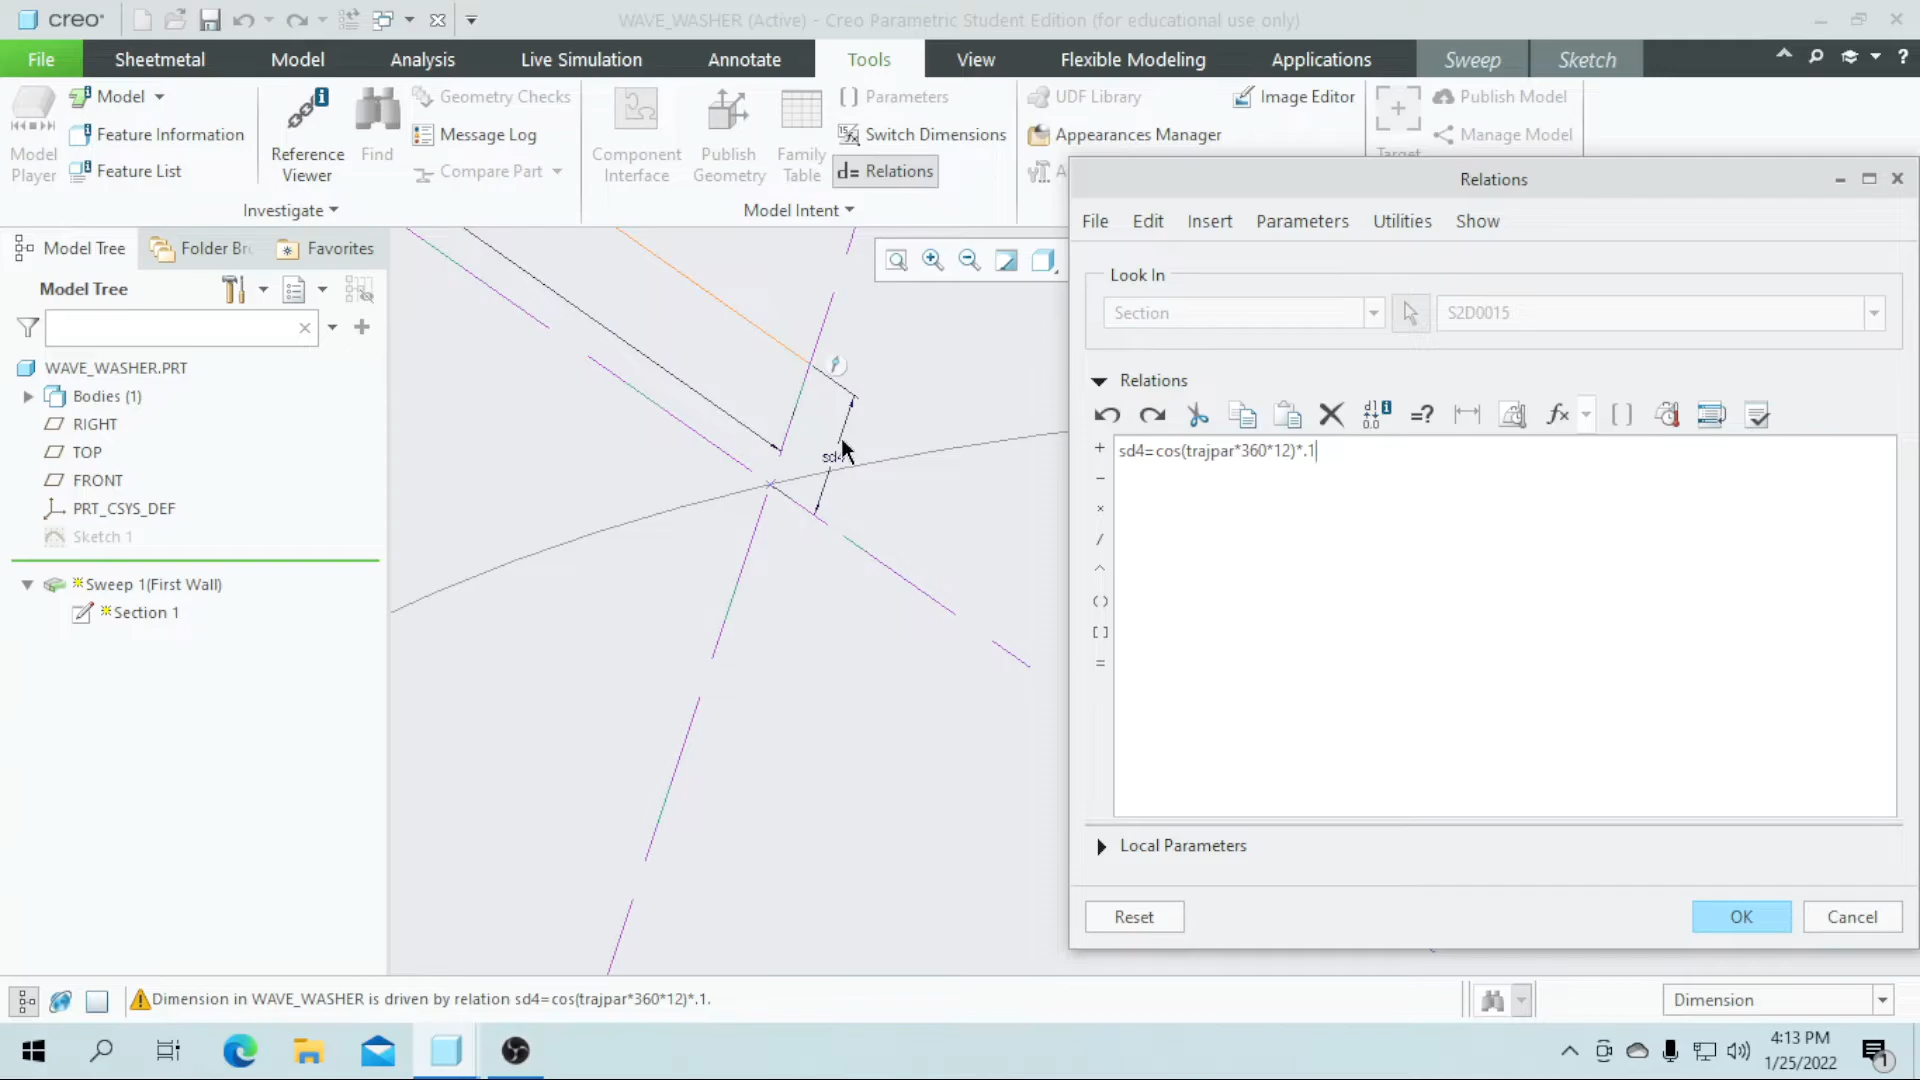 creo
WAVE_WASHER (Active) - Creo Parametric Student Edition (for educational use only)
File
Sheetmetal
Model
Analysis
Live Simulation
Annotate
Tools
View
Flexible Modeling
Applications
Sweep
Sketch
Model Player
Model
Feature Information
Feature List
Reference Viewer
Find
Geometry Checks
Message Log
Compare Part
Investigate
Component Interface
Publish Geometry
Family Table
Parameters
Switch Dimensions
d= Relations
Model Intent
UDF Library
Appearances Manager
Image Editor
Publish Model
Manage Model
Model Tree
Folder Br
Favorites
Model Tree
WAVE_WASHER.PRT
Bodies (1)
RIGHT
TOP
FRONT
PRT_CSYS_DEF
Sketch 1
Sweep 1(First Wall)
Section 1
Relations
File Edit Insert Parameters Utilities Show
Look In
Section
S2D0015
Relations
sd4=cos(trajpar*360*12)*.1
Local Parameters
Reset
OK
Cancel
Dimension in WAVE_WASHER is driven by relation sd4=cos(trajpar*360*12)*.1.
Dimension
4:13 PM
1/25/2022
1